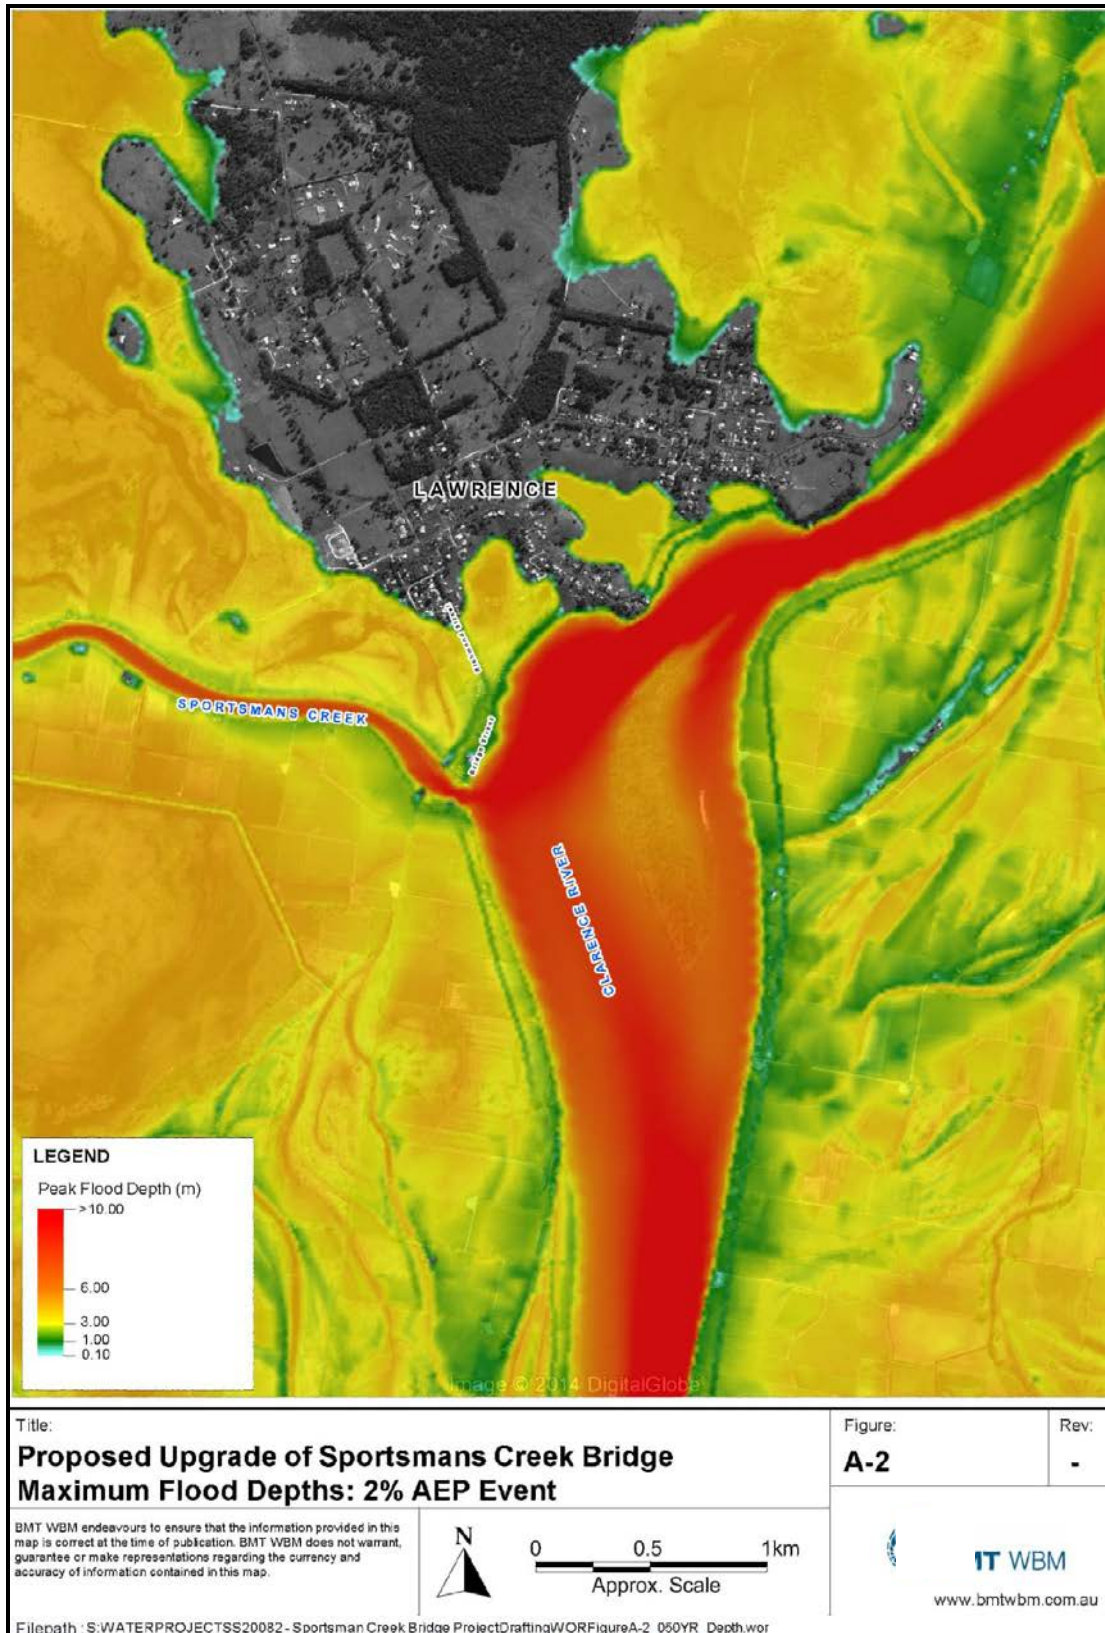 LAWRENCE
SPORTSMANS CREEK
Bridge Street
CLARENCE RIVER
LEGEND
Peak Flood Depth (m)
>10.00
6.00
3.00
1.00
0.10
Image © 2014 DigitalGlobe
Title:
Proposed Upgrade of Sportsmans Creek Bridge
Maximum Flood Depths: 2% AEP Event
Figure:
A-2
Rev:
-
BMT WBM endeavours to ensure that the information provided in this
map is correct at the time of publication. BMT WBM does not warrant,
guarantee or make representations regarding the currency and
accuracy of information contained in this map.
N
0 0.5 1km
Approx. Scale
WBM
www.bmtwbm.com.au
Filepath : S:WATERPROJECTSS20082 - Sportsman Creek Bridge ProjectDraftingWORFigureA-2_050YR_Depth.wor